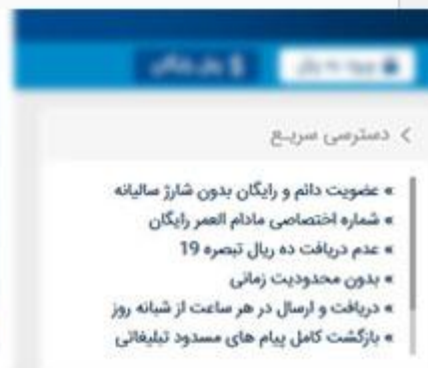 دسترسی سریع
» عضویت دائم و رایگان بدون شارژ سالیانه
» شماره اختصاصی مادام العمر رایگان
» عدم دریافت ده ریال تبصره 19
» بدون محدودیت زمانی
» دریافت و ارسال در هر ساعت از شبانه روز
» بازگشت کامل پیام های مسدود تبلیغاتی